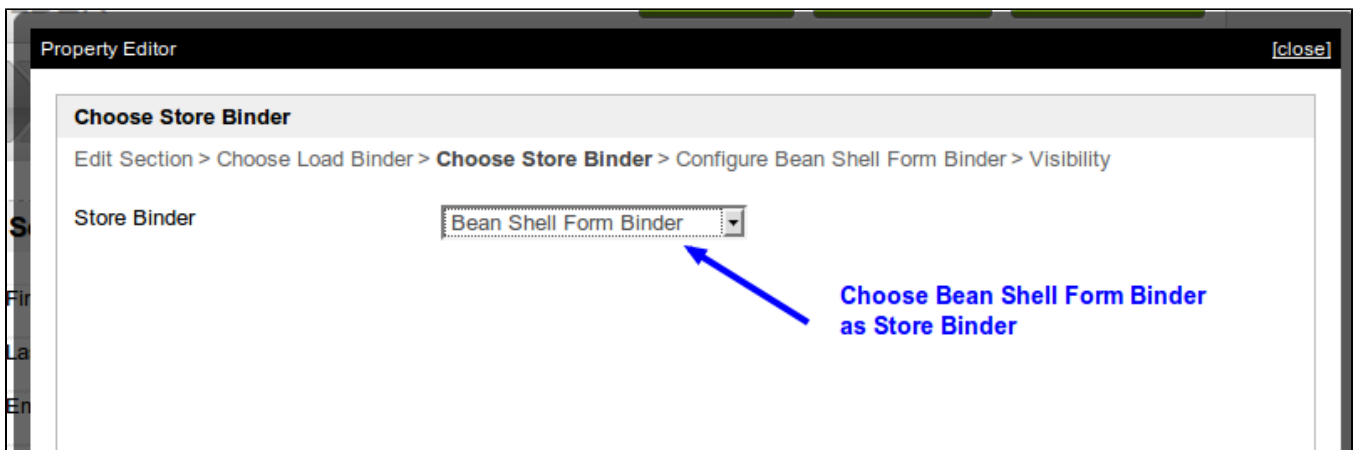 Property Editor
[close]
Choose Store Binder
Edit Section > Choose Load Binder > Choose Store Binder > Configure Bean Shell Form Binder > Visibility
Store Binder
Bean Shell Form Binder
Choose Bean Shell Form Binder
as Store Binder